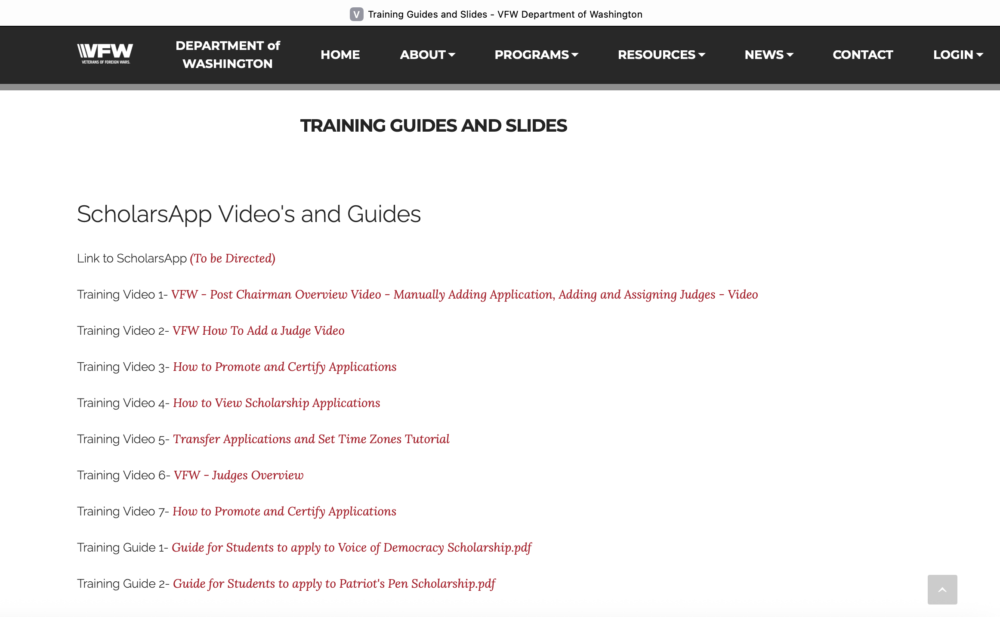 V Training Guides and Slides - VFW Department of Washington
VFW
VETERANS OF FOREIGN WARS.
DEPARTMENT of
WASHINGTON
HOME
ABOUT
PROGRAMS
RESOURCES
NEWS
CONTACT
LOGIN
TRAINING GUIDES AND SLIDES
ScholarsApp Video's and Guides
Link to ScholarsApp (To be Directed)
Training Video 1- VFW - Post Chairman Overview Video - Manually Adding Application, Adding and Assigning Judges - Video
Training Video 2- VFW How To Add a Judge Video
Training Video 3- How to Promote and Certify Applications
Training Video 4- How to View Scholarship Applications
Training Video 5- Transfer Applications and Set Time Zones Tutorial
Training Video 6- VFW - Judges Overview
Training Video 7- How to Promote and Certify Applications
Training Guide 1- Guide for Students to apply to Voice of Democracy Scholarship.pdf
Training Guide 2- Guide for Students to apply to Patriot's Pen Scholarship.pdf